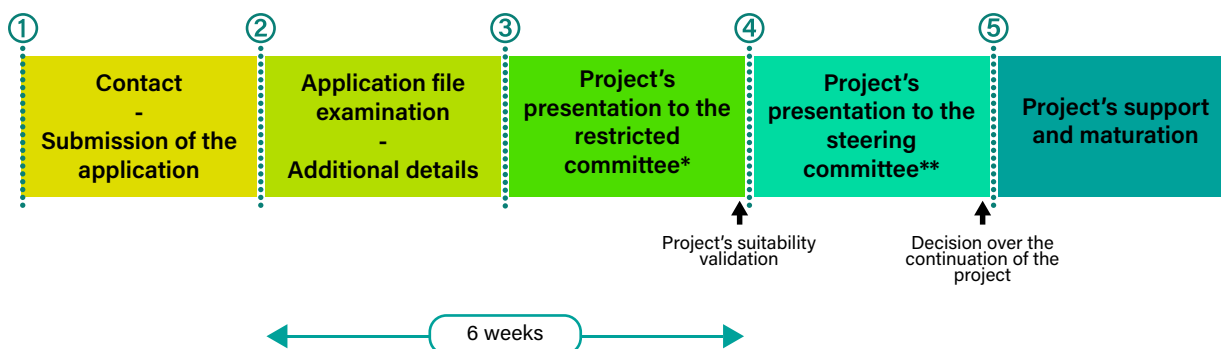 ① ② ③ ④ ⑤
Contact
-
Submission of the
application
Application file
examination
-
Additional details
Project's
presentation to the
restricted
committee*
Project's
presentation to the
steering
committee**
Project's support
and maturation
Project's suitability
validation
Decision over the
continuation of the
project
6 weeks